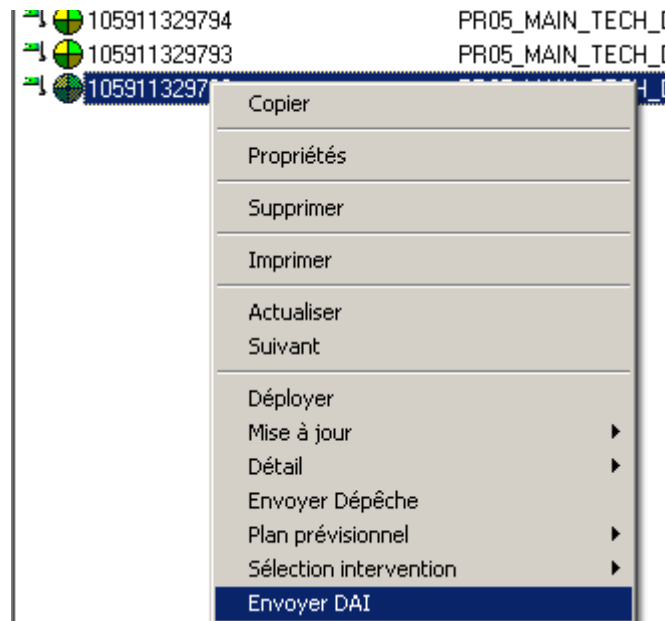 105911329794 PR05_MAIN_TECH_
105911329793 PR05_MAIN_TECH_
1059113297
Copier
Propriétés
Supprimer
Imprimer
Actualiser
Suivant
Déployer
Mise à jour
Détail
Envoyer Dépêche
Plan prévisionnel
Sélection intervention
Envoyer DAI